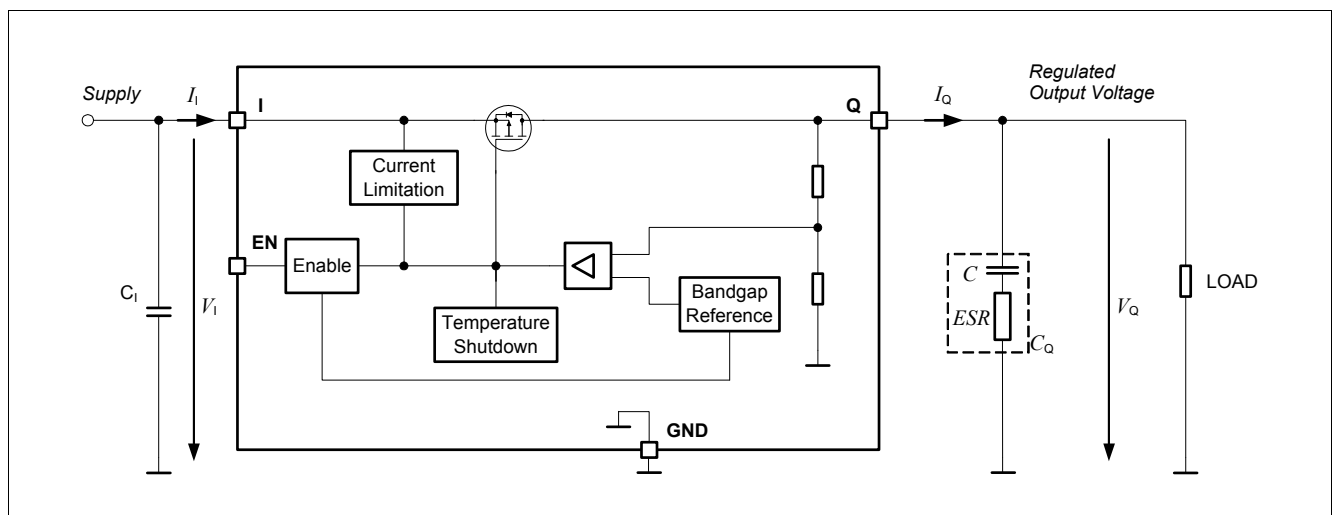 Supply
I_I
I
Q
I_Q
Regulated
Output Voltage
Current
Limitation
EN
Enable
C_I
V_I
Temperature
Shutdown
Bandgap
Reference
C
ESR
C_Q
V_Q
LOAD
GND